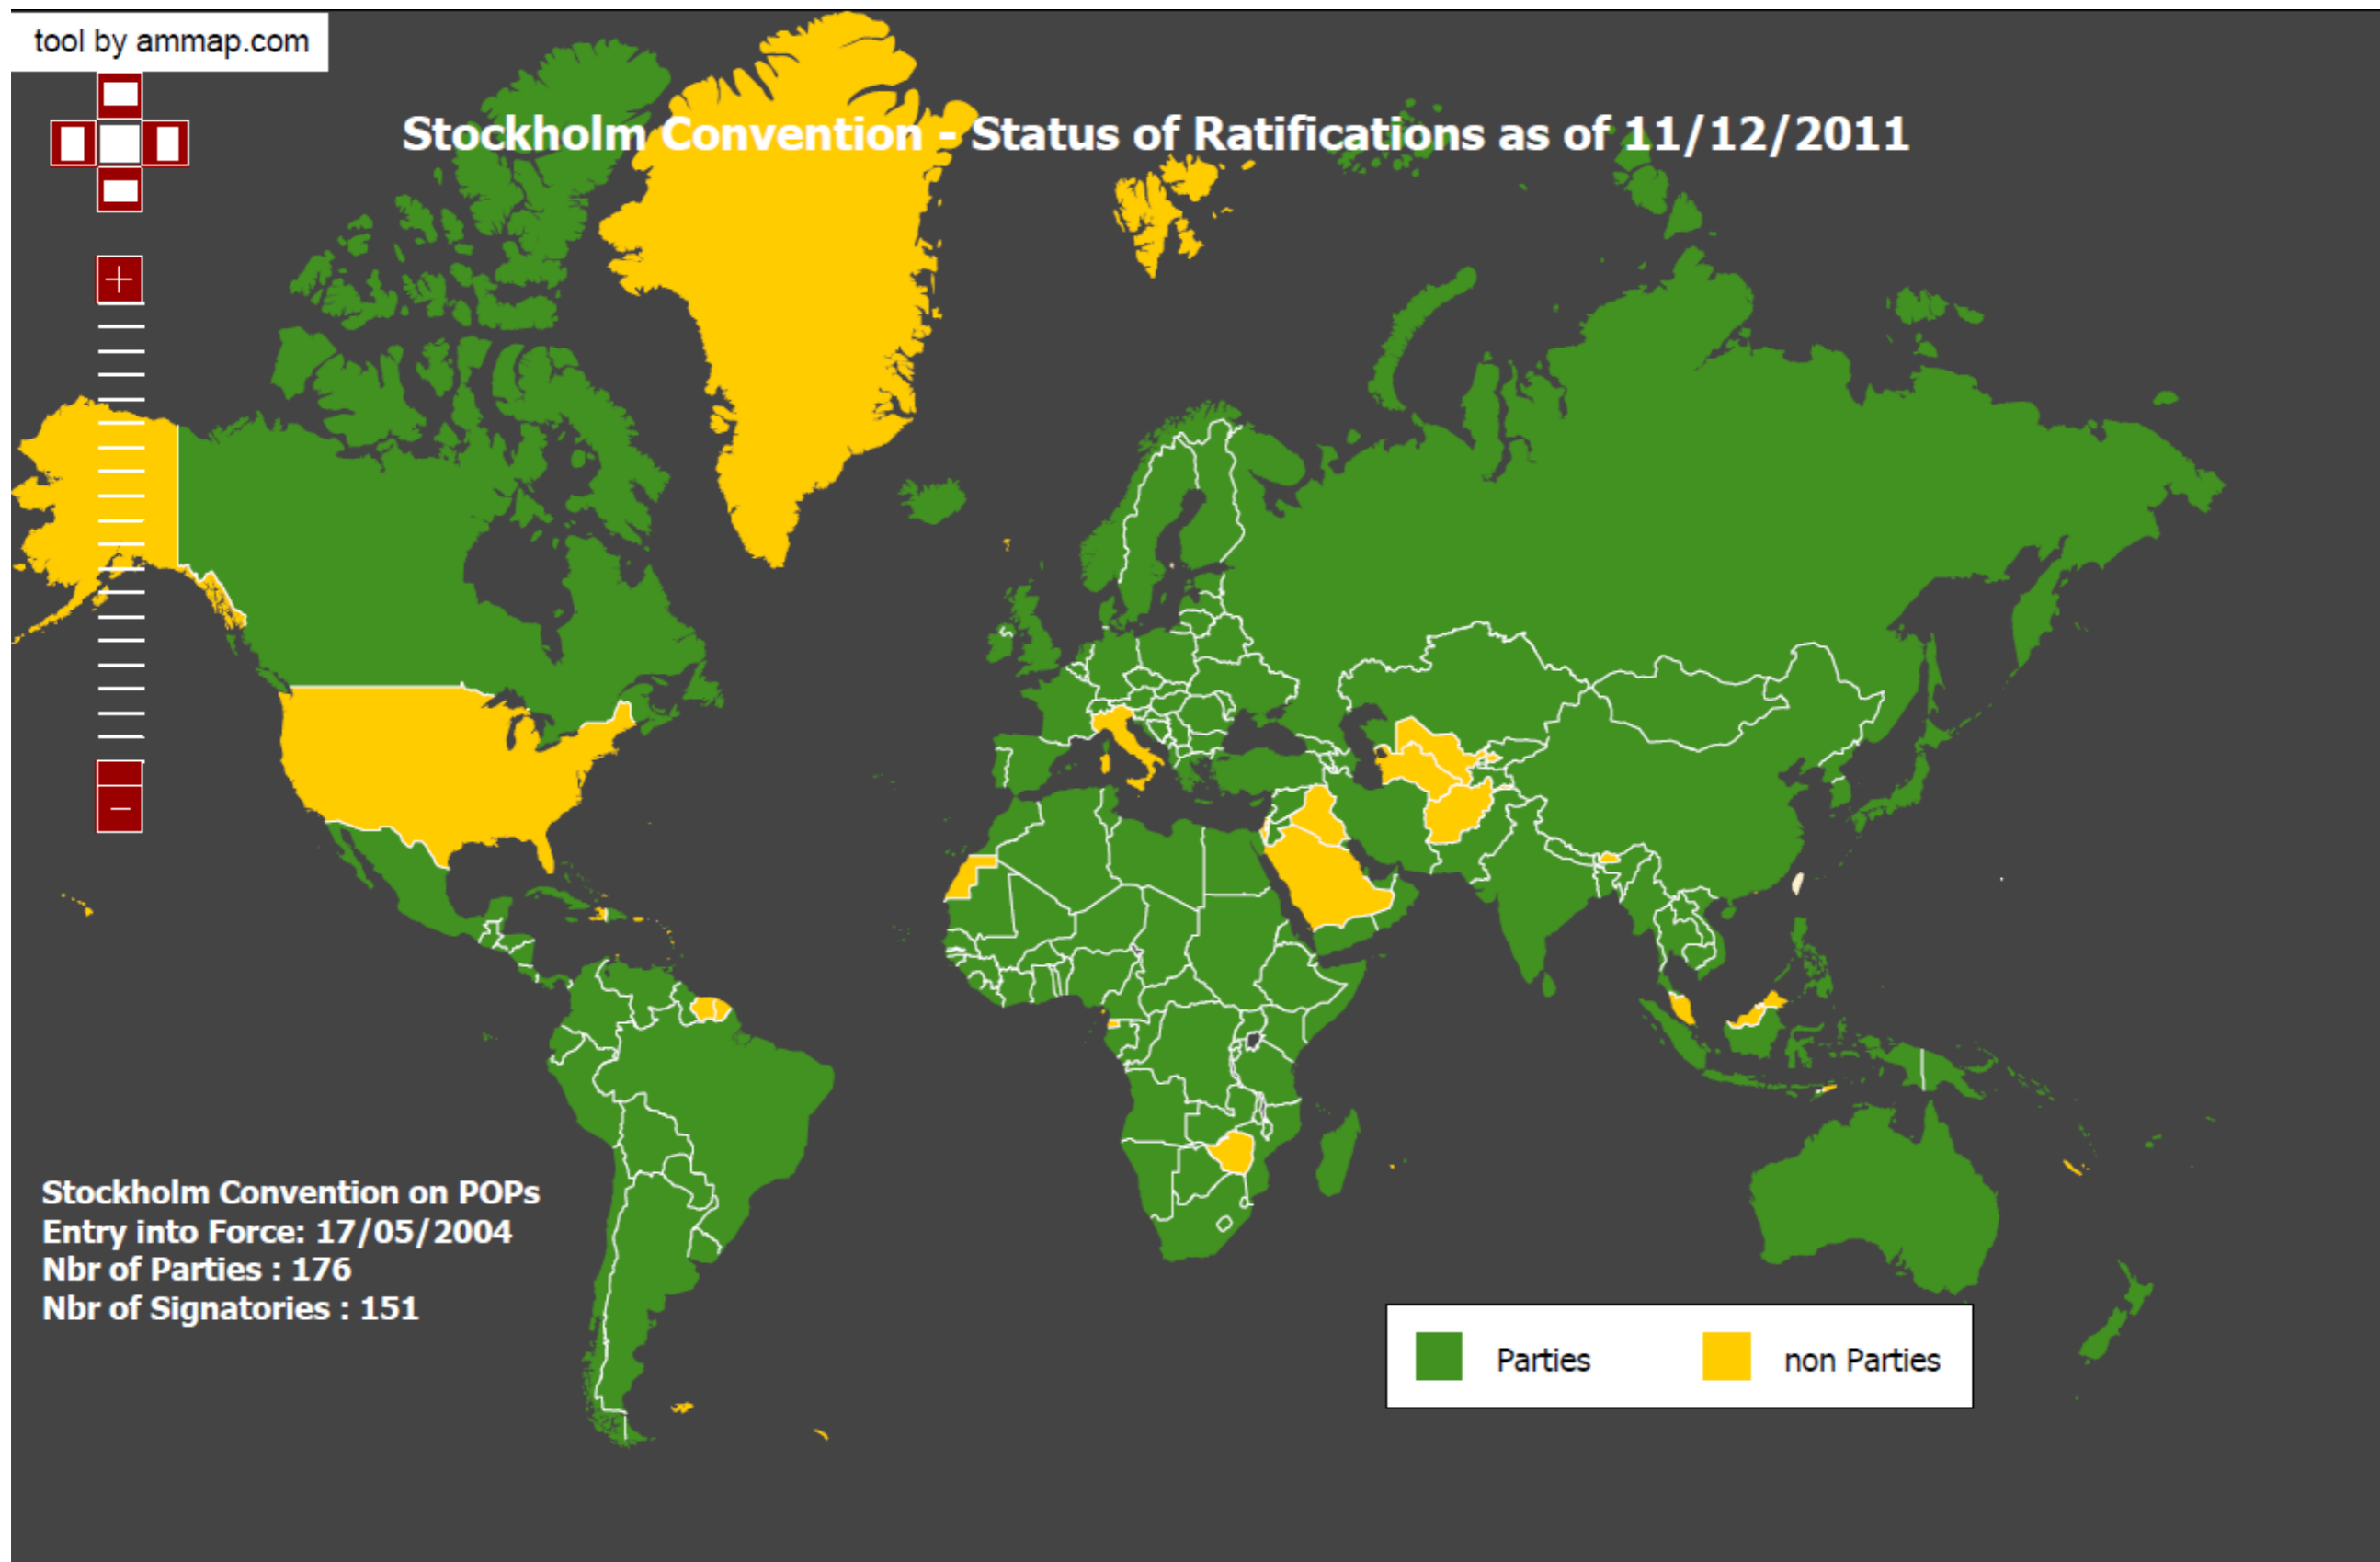 tool by ammap.com
Stockholm Convention - Status of Ratifications as of 11/12/2011
Stockholm Convention on POPs
Entry into Force: 17/05/2004
Nbr of Parties : 176
Nbr of Signatories : 151
Parties
non Parties